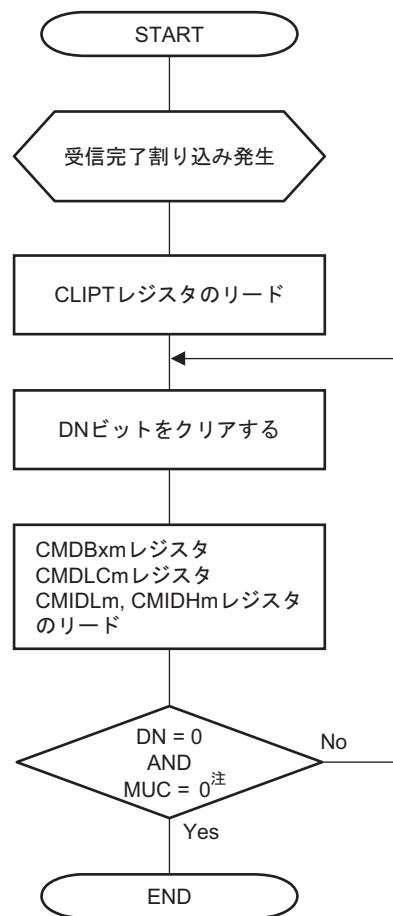 START
受信完了割り込み発生
CLIPTレジスタのリード
DNビットをクリアする
CMDBxmレジスタ
CMDLCmレジスタ
CMIDLm, CMIDHmレジスタ
のリード
DN = 0
AND
MUC = 0注
No
Yes
END